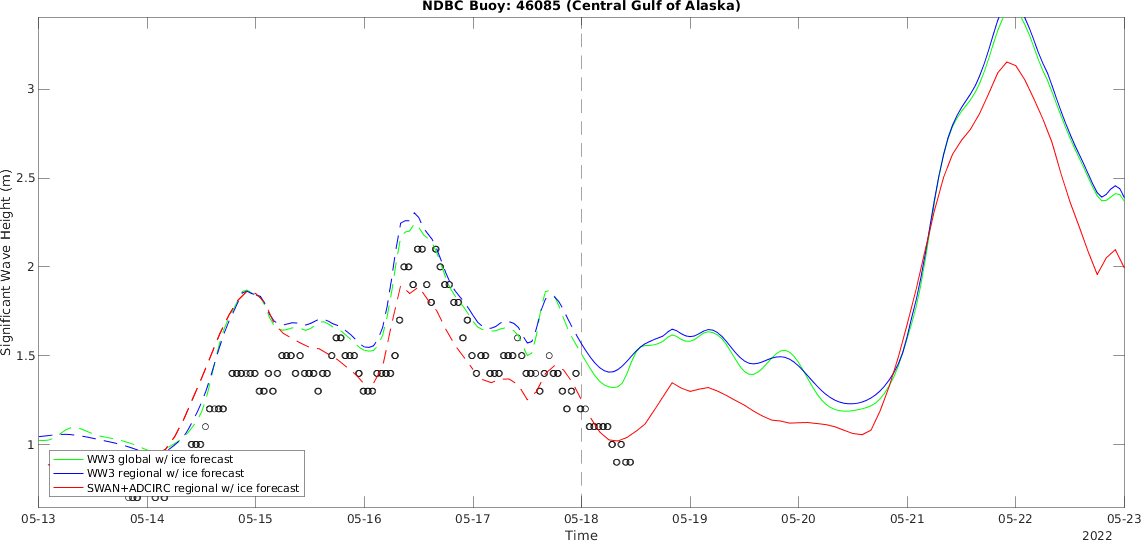 NDBC Buoy: 46085 (Central Gulf of Alaska)
3
2.5
2
1.5
1
Significant Wave Height (m)
WW3 global w/ ice forecast
WW3 regional w/ ice forecast
SWAN+ADCIRC regional w/ ice forecast
05-13 05-14 05-15 05-16 05-17 05-18 05-19 05-20 05-21 05-22 05-23
Time
2022